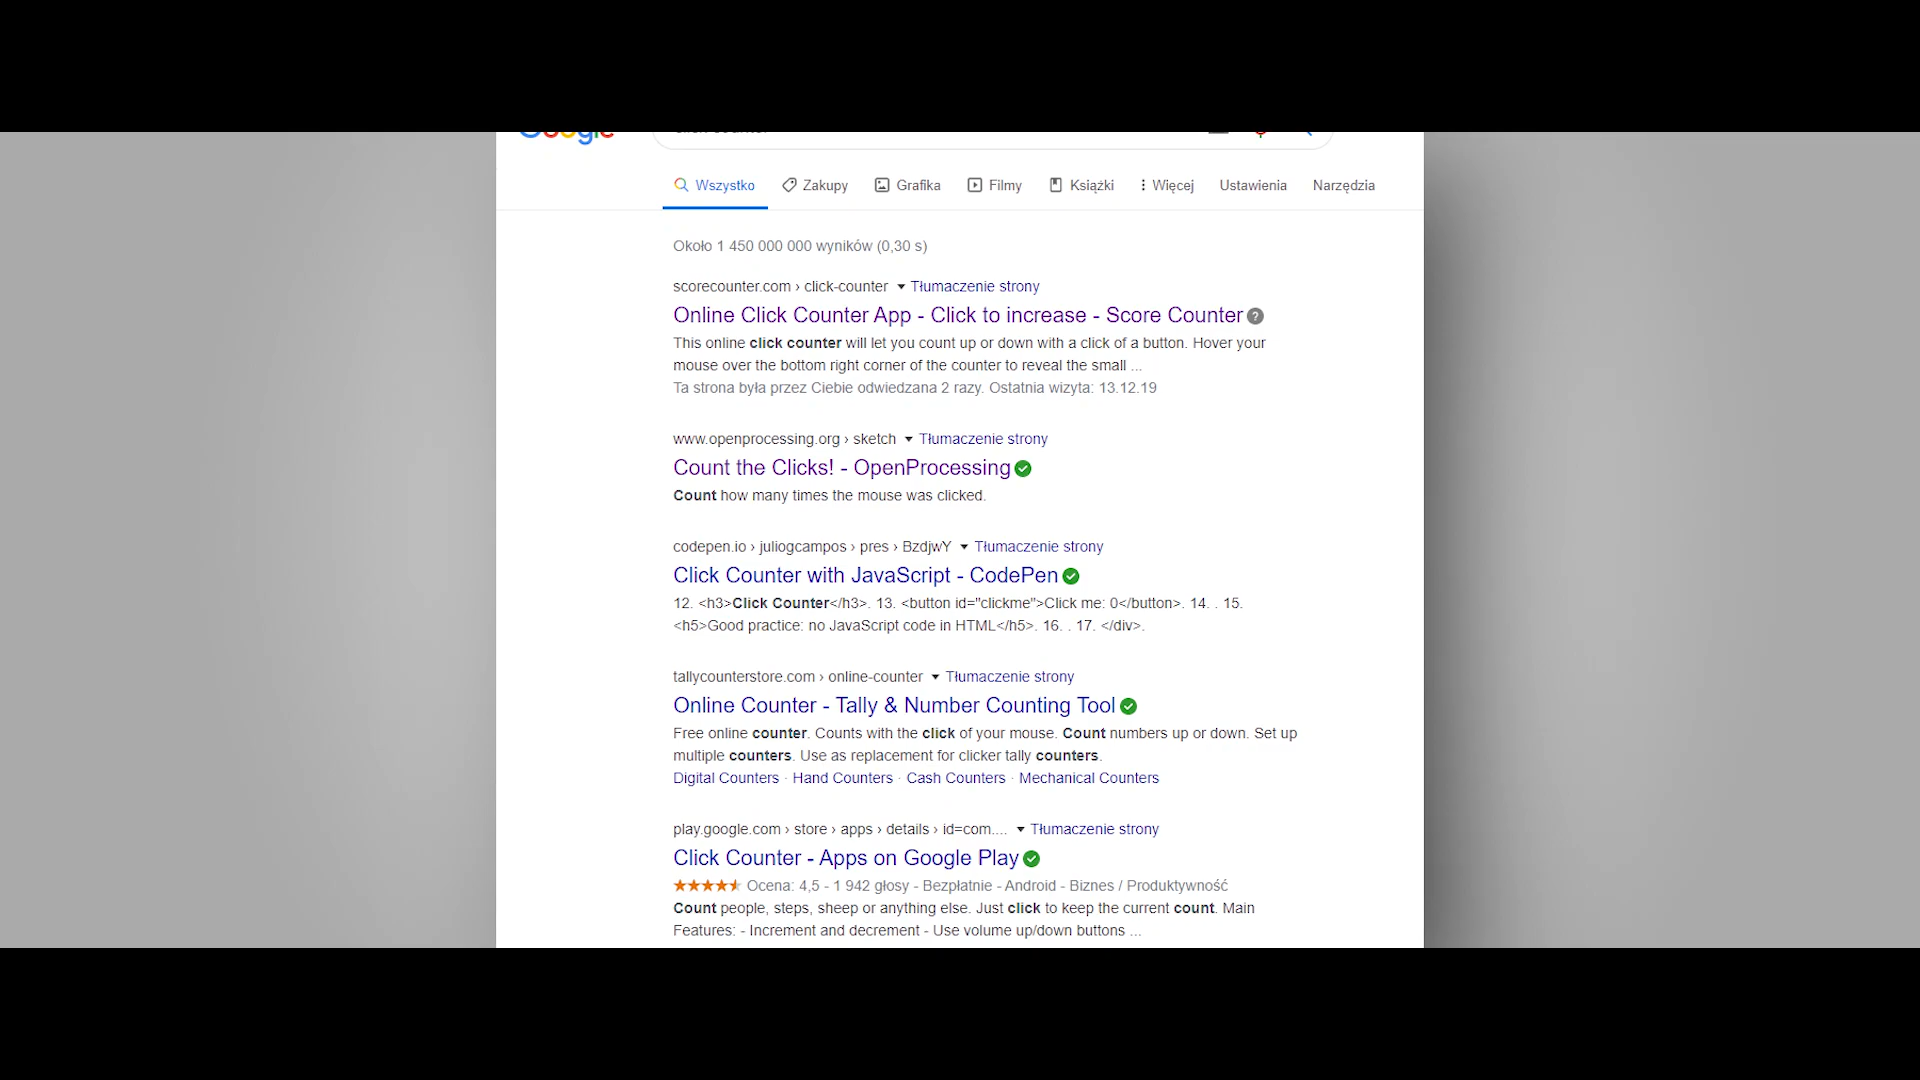 Google
Wszystko Zakupy Grafika Filmy Książki Więcej Ustawienia Narzędzia
Około 1 450 000 000 wyników (0,30 s)
scorecounter.com › click-counter Tłumaczenie strony
Online Click Counter App - Click to increase - Score Counter
This online click counter will let you count up or down with a click of a button. Hover your
mouse over the bottom right corner of the counter to reveal the small ...
Ta strona była przez Ciebie odwiedzana 2 razy. Ostatnia wizyta: 13.12.19
www.openprocessing.org › sketch Tłumaczenie strony
Count the Clicks! - OpenProcessing
Count how many times the mouse was clicked.
codepen.io › juliogcampos › pres › BzdjwY Tłumaczenie strony
Click Counter with JavaScript - CodePen
12. <h3>Click Counter</h3>. 13. <button id="clickme">Click me: 0</button>. 14. . 15.
<h5>Good practice: no JavaScript code in HTML</h5>. 16. . 17. </div>.
tallycounterstore.com › online-counter Tłumaczenie strony
Online Counter - Tally & Number Counting Tool
Free online counter. Counts with the click of your mouse. Count numbers up or down. Set up
multiple counters. Use as replacement for clicker tally counters.
Digital Counters · Hand Counters · Cash Counters · Mechanical Counters
play.google.com › store › apps › details › id=com.... Tłumaczenie strony
Click Counter - Apps on Google Play
Ocena: 4,5 - 1 942 głosy - Bezpłatnie - Android - Biznes / Produktywność
Count people, steps, sheep or anything else. Just click to keep the current count. Main
Features: - Increment and decrement - Use volume up/down buttons ...